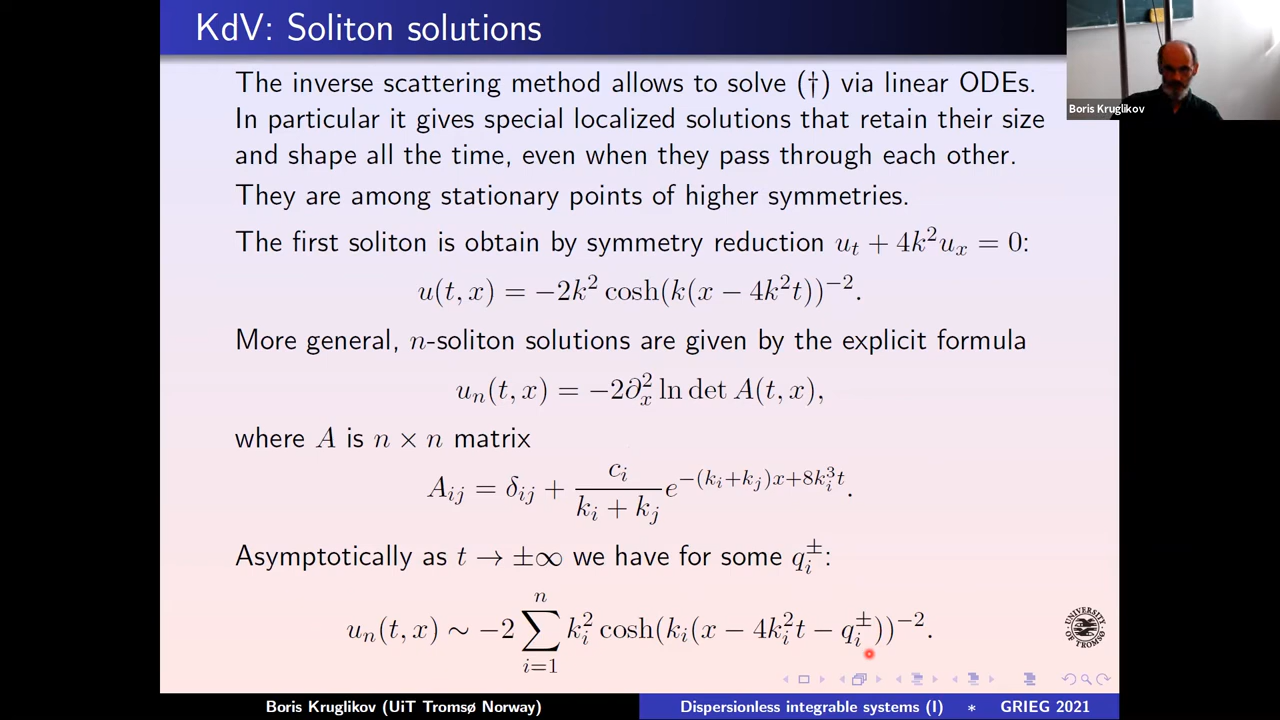 KdV: Soliton solutions
Boris Kruglikov
The inverse scattering method allows to solve (†) via linear ODEs.
In particular it gives special localized solutions that retain their size
and shape all the time, even when they pass through each other.
They are among stationary points of higher symmetries.
The first soliton is obtain by symmetry reduction u_t + 4k^2 u_x = 0:
u(t, x) = −2k^2 cosh(k(x − 4k^2 t))^{−2}.
More general, n-soliton solutions are given by the explicit formula
u_n(t, x) = −2∂_x^2 ln det A(t, x),
where A is n × n matrix
A_{ij} = δ_{ij} + \frac{c_i}{k_i + k_j} e^{−(k_i+k_j)x+8k_i^3 t}.
Asymptotically as t → ±∞ we have for some q_i^±:
u_n(t, x) ∼ −2 \sum_{i=1}^{n} k_i^2 cosh(k_i(x − 4k_i^2 t − q_i^±))^{−2}.
UNIVERSITY OF TROMSØ
Boris Kruglikov (UiT Tromsø Norway) Dispersionless integrable systems (I) ∗ GRIEG 2021